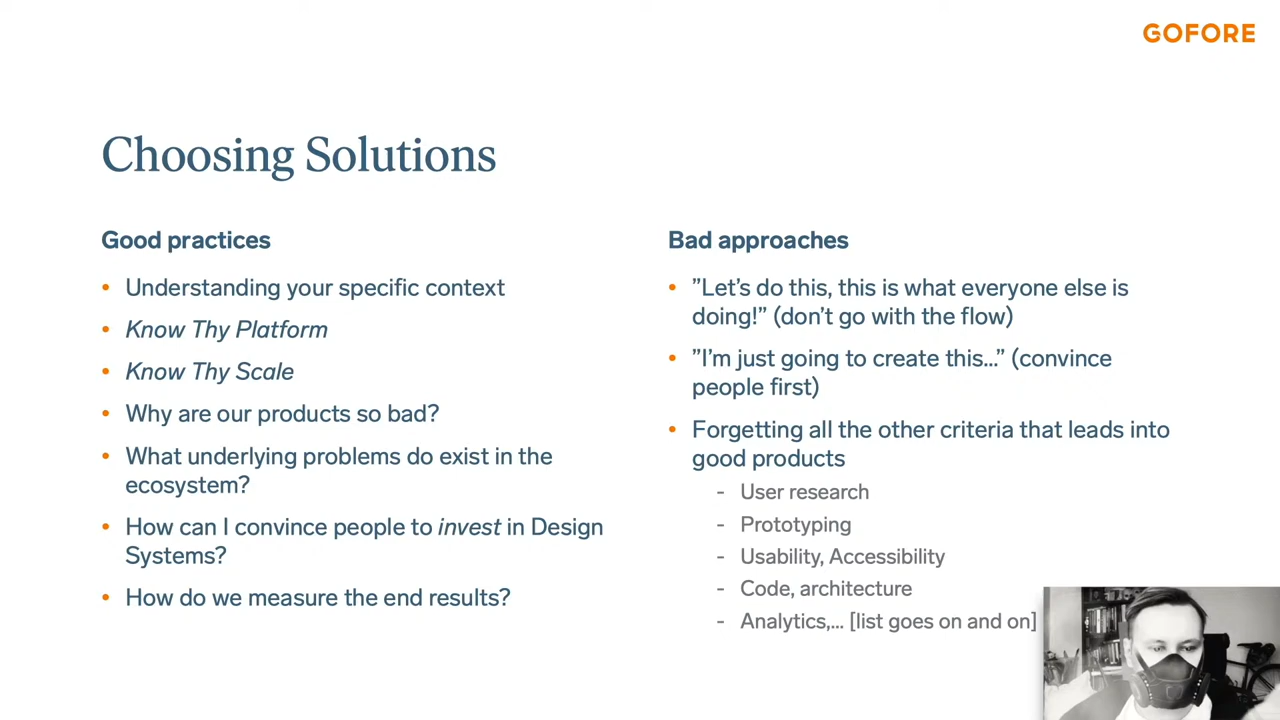 GOFORE
Choosing Solutions
Good practices
• Understanding your specific context
• Know Thy Platform
• Know Thy Scale
• Why are our products so bad?
• What underlying problems do exist in the
ecosystem?
• How can I convince people to invest in Design
Systems?
• How do we measure the end results?
Bad approaches
• ”Let’s do this, this is what everyone else is
doing!” (don’t go with the flow)
• ”I’m just going to create this…” (convince
people first)
• Forgetting all the other criteria that leads into
good products
- User research
- Prototyping
- Usability, Accessibility
- Code, architecture
- Analytics,… [list goes on and on]